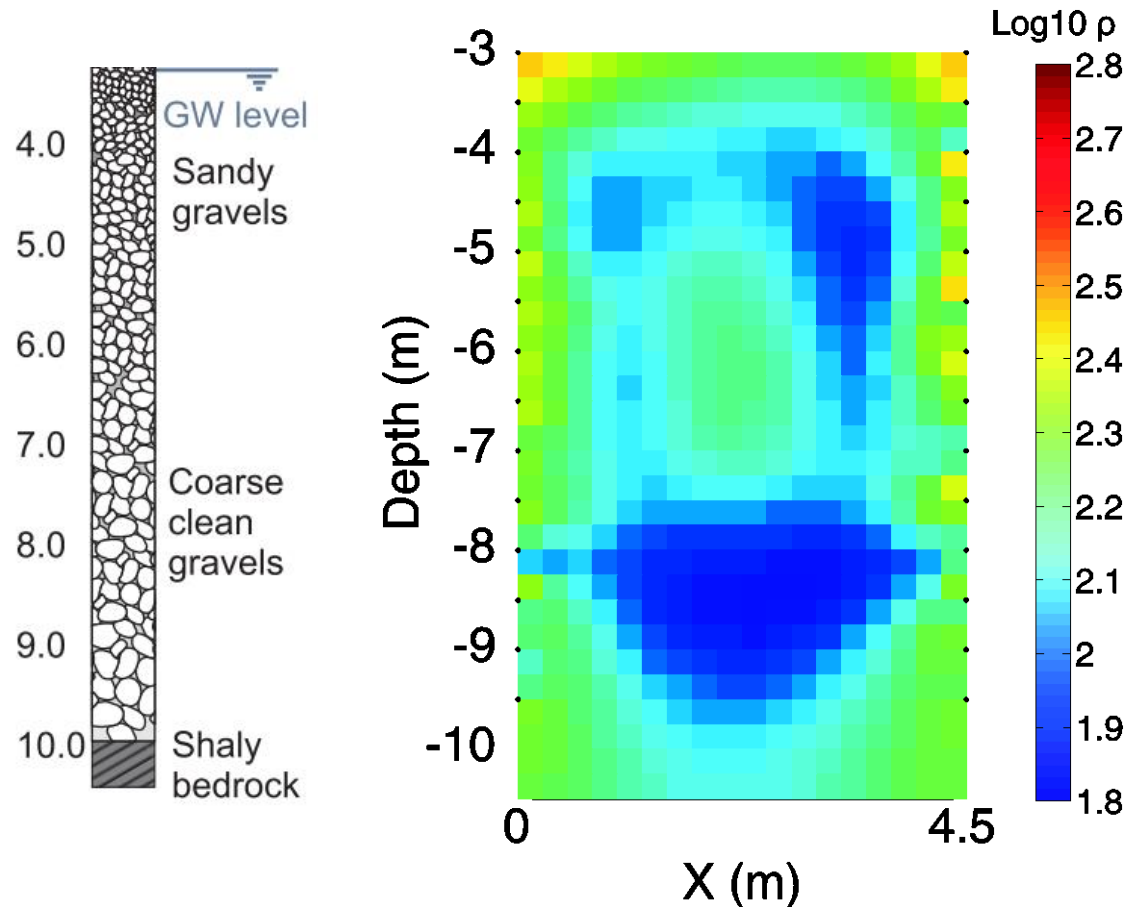 GW level
4.0
Sandy
gravels
5.0
6.0
7.0
Coarse
clean
gravels
8.0
9.0
10.0
Shaly
bedrock
Depth (m)
-3
-4
-5
-6
-7
-8
-9
-10
0
4.5
X (m)
Log10 ρ
2.8
2.7
2.6
2.5
2.4
2.3
2.2
2.1
2
1.9
1.8